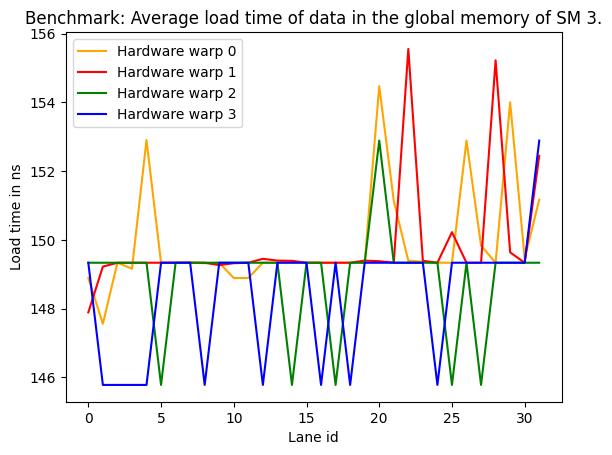 Benchmark: Average load time of data in the global memory of SM 3.
156
154
152
150
148
146
Load time in ns
Hardware warp 0
Hardware warp 1
Hardware warp 2
Hardware warp 3
0 5 10 15 20 25 30
Lane id